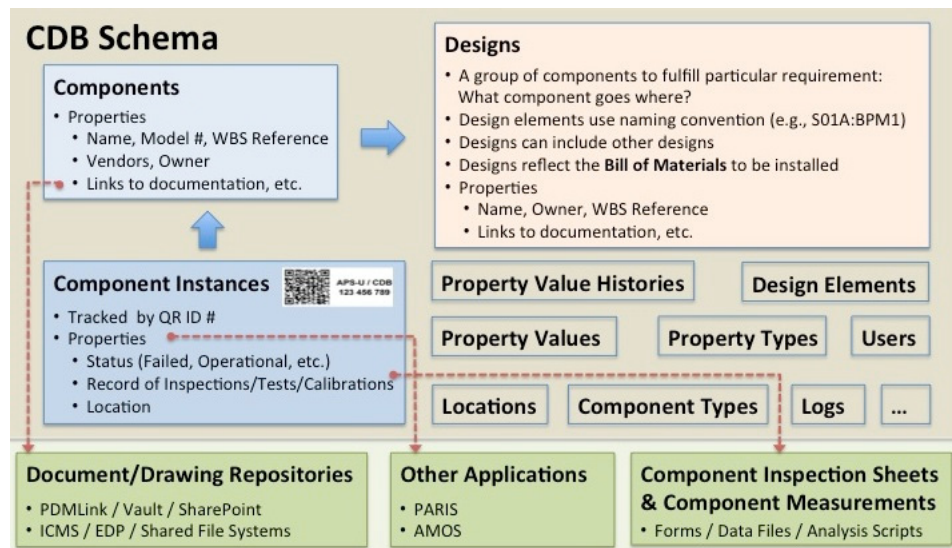 CDB Schema
Components
• Properties
• Name, Model #, WBS Reference
• Vendors, Owner
• Links to documentation, etc.
Designs
• A group of components to fulfill particular requirement:
What component goes where?
• Design elements use naming convention (e.g., S01A:BPM1)
• Designs can include other designs
• Designs reflect the Bill of Materials to be installed
• Properties
• Name, Owner, WBS Reference
• Links to documentation, etc.
Component Instances
APS-U / CDB
123 456 789
• Tracked by QR ID #
• Properties
• Status (Failed, Operational, etc.)
• Record of Inspections/Tests/Calibrations
• Location
Property Value Histories
Design Elements
Property Values
Property Types
Users
Locations
Component Types
Logs
...
Document/Drawing Repositories
• PDMLink / Vault / SharePoint
• ICMS / EDP / Shared File Systems
Other Applications
• PARIS
• AMOS
Component Inspection Sheets
& Component Measurements
• Forms / Data Files / Analysis Scripts